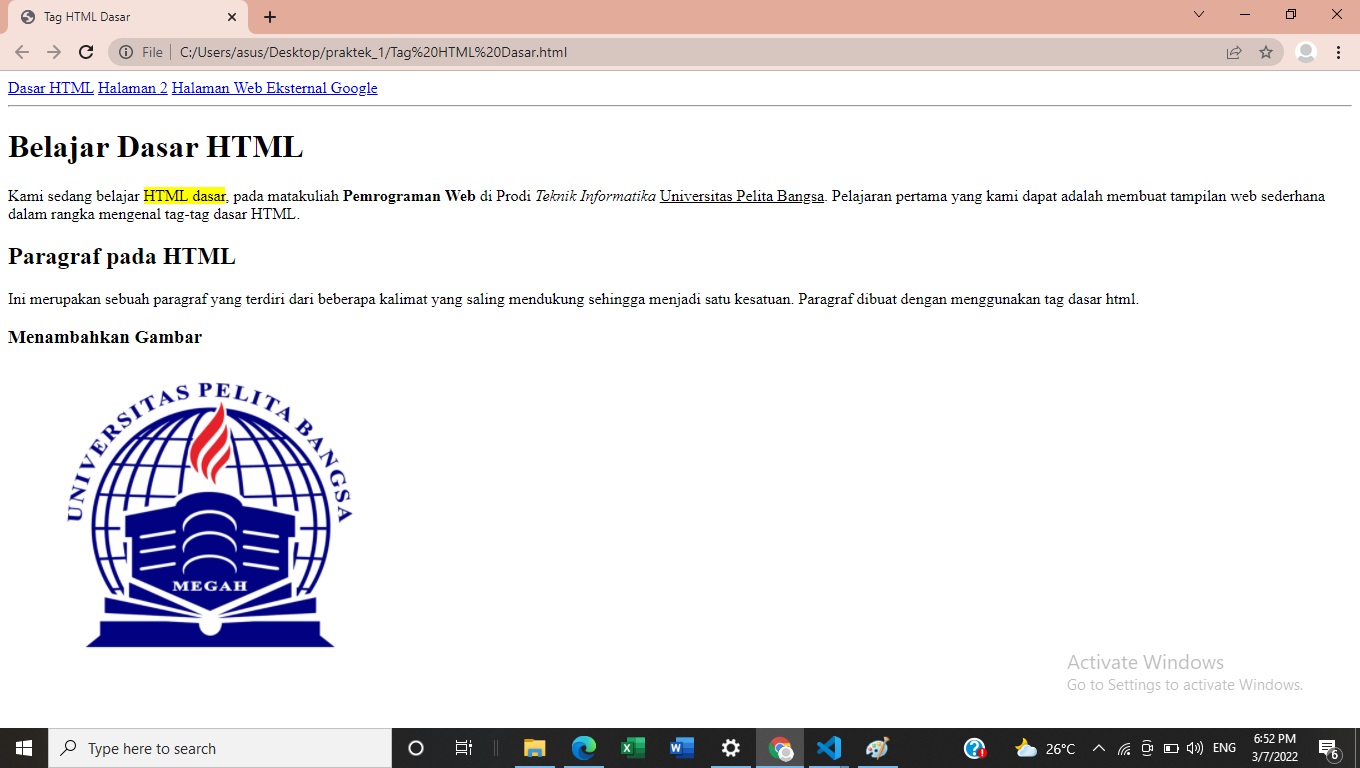 Tag HTML Dasar
File
C:/Users/asus/Desktop/praktek_1/Tag%20HTML%20Dasar.html
Dasar HTML Halaman 2 Halaman Web Eksternal Google
Belajar Dasar HTML
Kami sedang belajar HTML dasar, pada matakuliah Pemrograman Web di Prodi Teknik Informatika Universitas Pelita Bangsa. Pelajaran pertama yang kami dapat adalah membuat tampilan web sederhana
dalam rangka mengenal tag-tag dasar HTML.
Paragraf pada HTML
Ini merupakan sebuah paragraf yang terdiri dari beberapa kalimat yang saling mendukung sehingga menjadi satu kesatuan. Paragraf dibuat dengan menggunakan tag dasar html.
Menambahkan Gambar
UNIVERSITAS PELITA BANGSA
MEGAH
Activate Windows
Go to Settings to activate Windows.
Type here to search
26°C
ENG
6:52 PM
3/7/2022
6